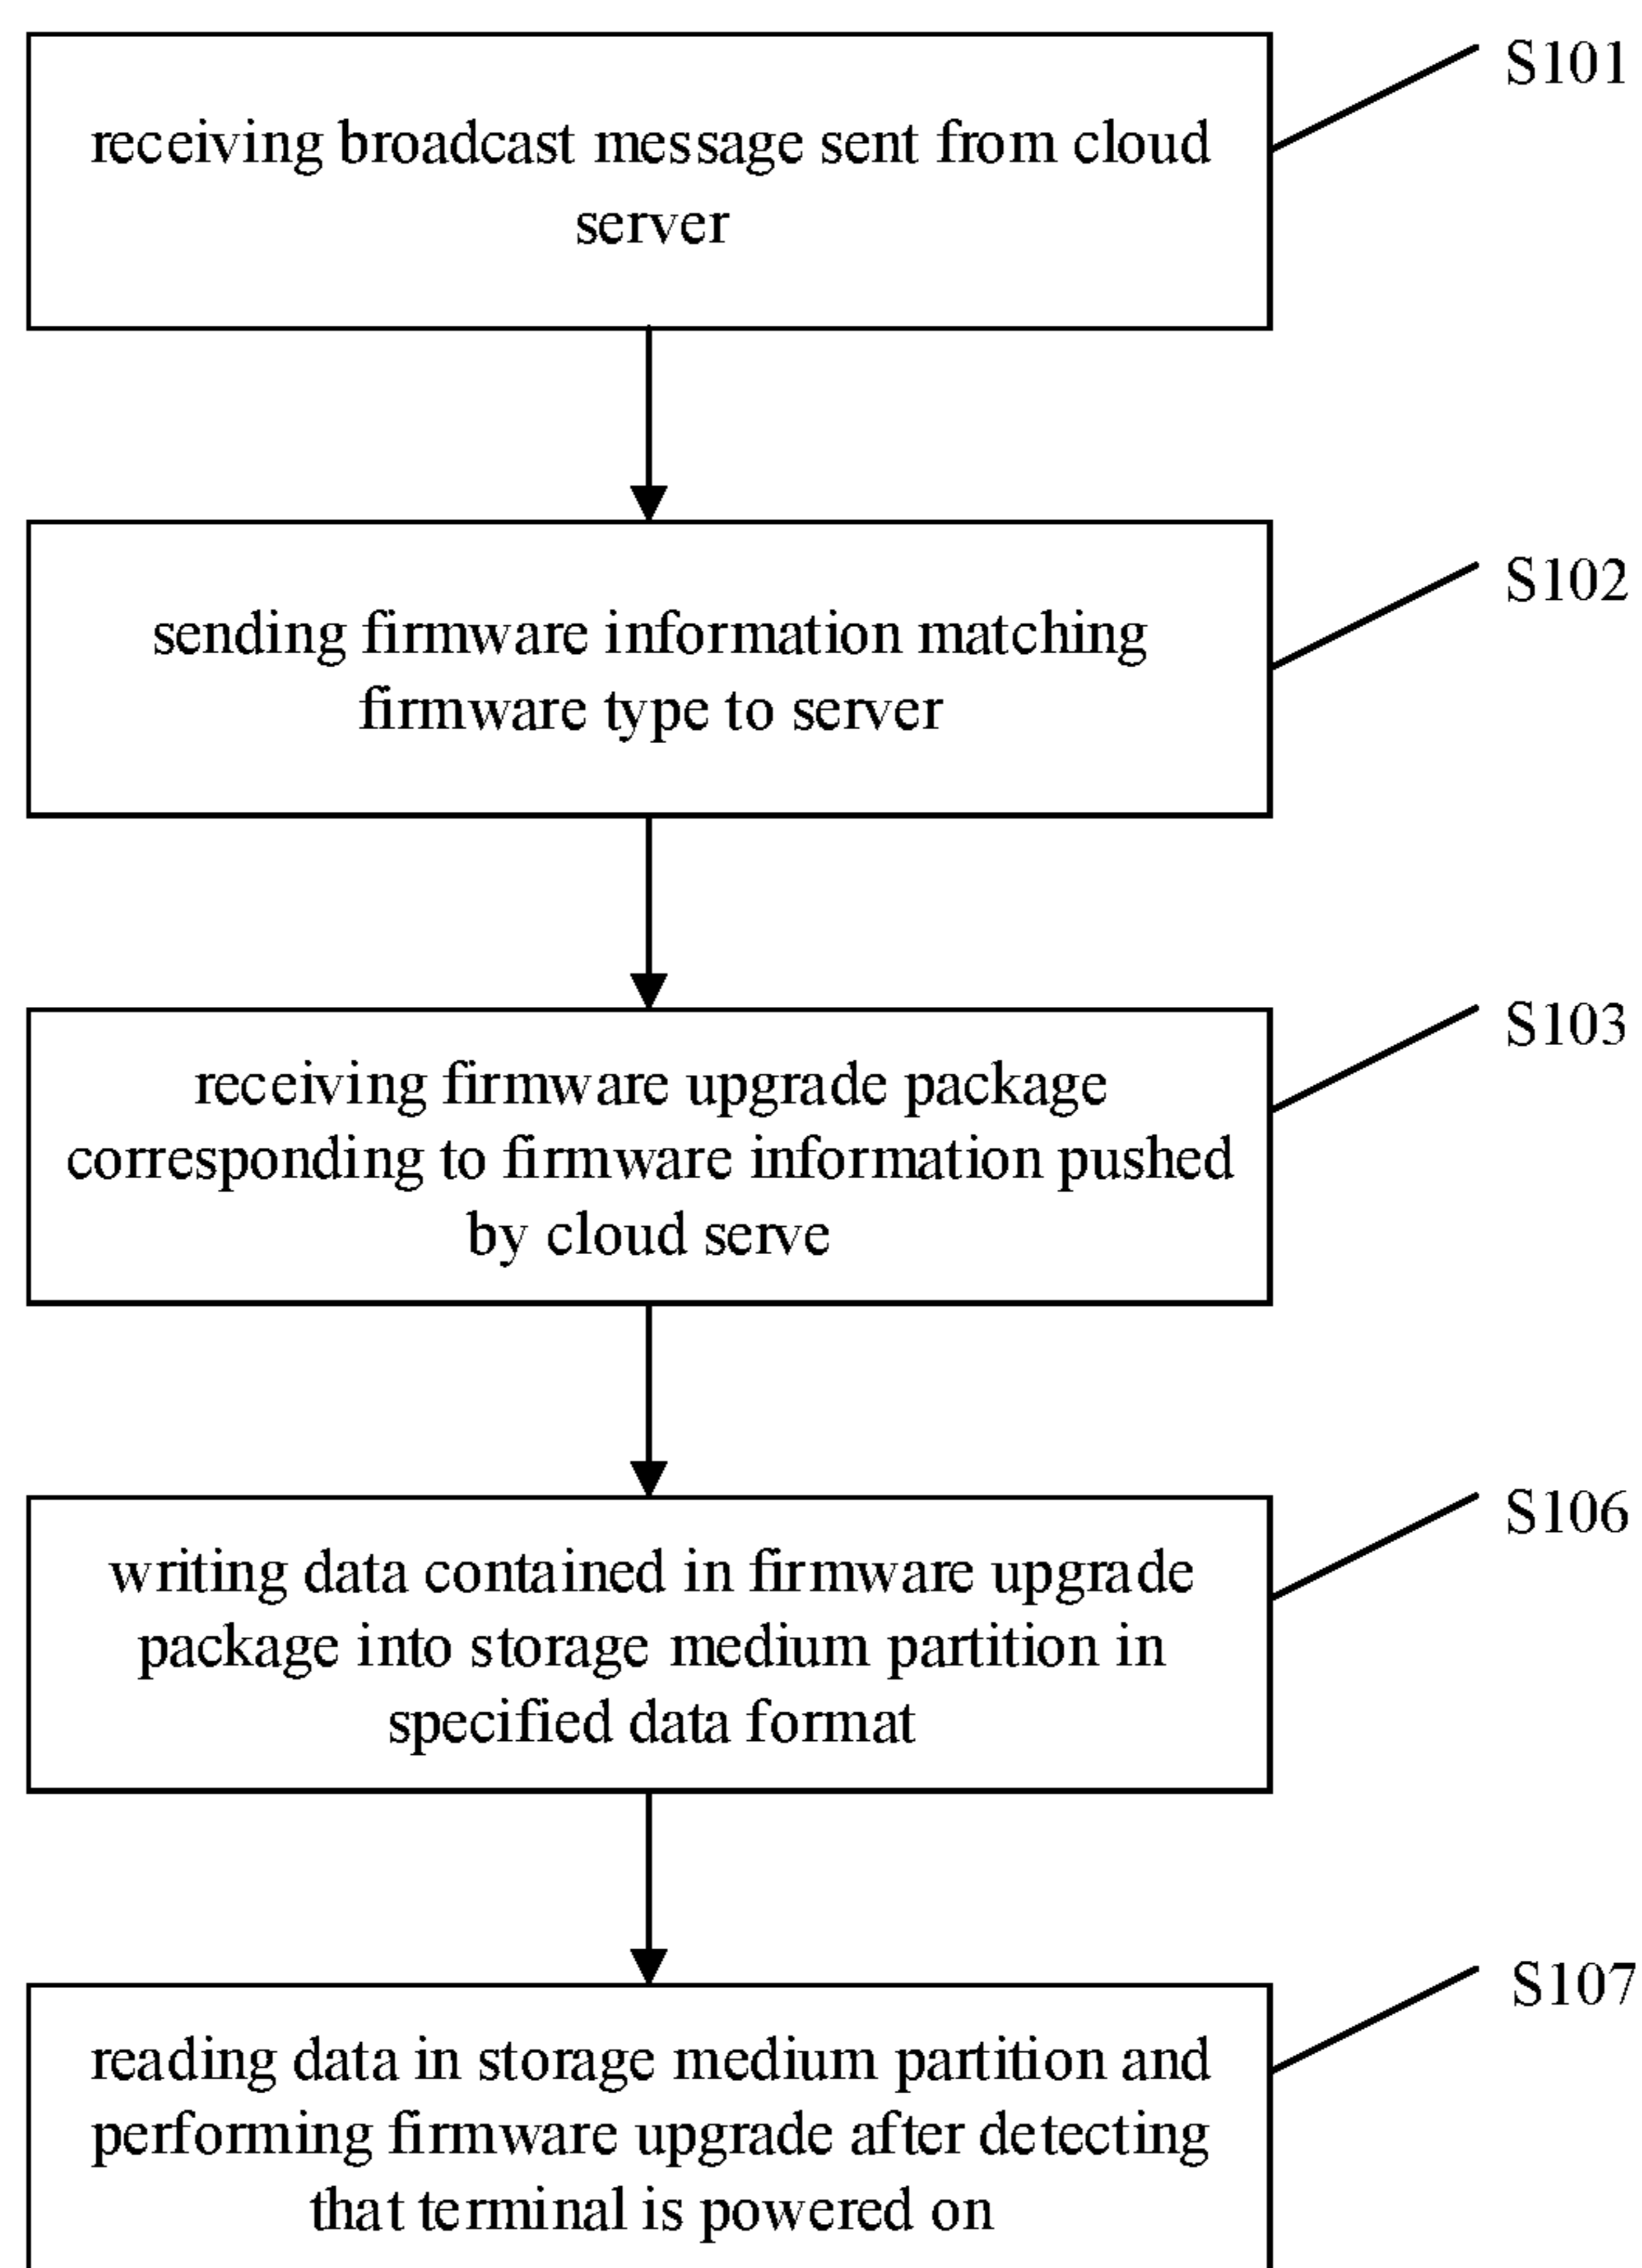 S101
receiving broadcast message sent from cloud
server
S102
sending firmware information matching
firmware type to server
S103
receiving firmware upgrade package
corresponding to firmware information pushed
by cloud serve
S106
writing data contained in firmware upgrade
package into storage medium partition in
specified data format
S107
reading data in storage medium partition and
performing firmware upgrade after detecting
that terminal is powered on